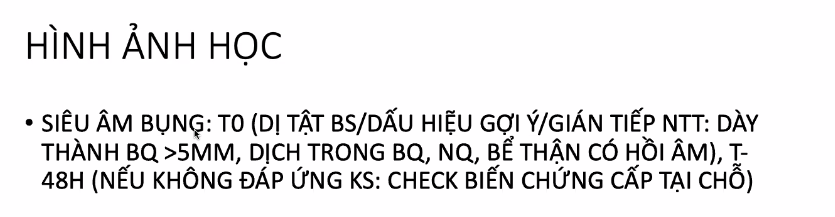 HÌNH ẢNH HỌC
• SIÊU ÂM BỤNG: T0 (DỊ TẬT BS/DẤU HIỆU GỢI Ý/GIÁN TIẾP NTT: DÀY
THÀNH BQ >5MM, DỊCH TRONG BQ, NQ, BỂ THẬN CÓ HỒI ÂM), T-
48H (NẾU KHÔNG ĐÁP ỨNG KS: CHECK BIẾN CHỨNG CẤP TẠI CHỖ)